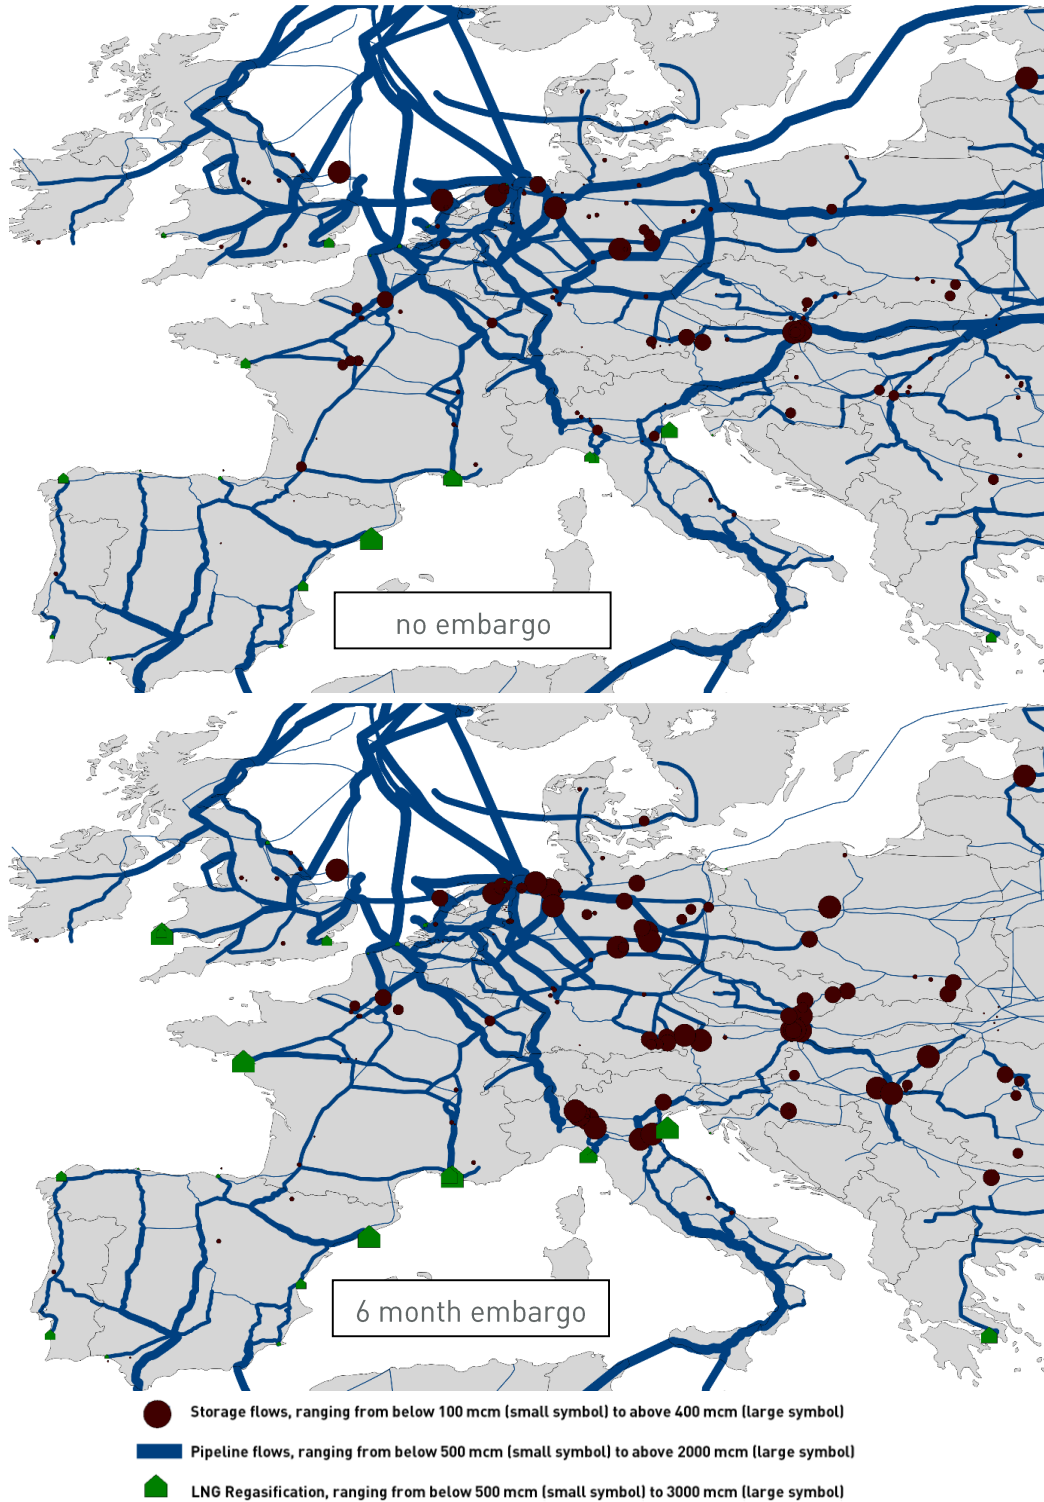 no embargo
6 month embargo
Storage flows, ranging from below 100 mcm (small symbol) to above 400 mcm (large symbol)
Pipeline flows, ranging from below 500 mcm (small symbol) to above 2000 mcm (large symbol)
LNG Regasification, ranging from below 500 mcm (small symbol) to 3000 mcm (large symbol)